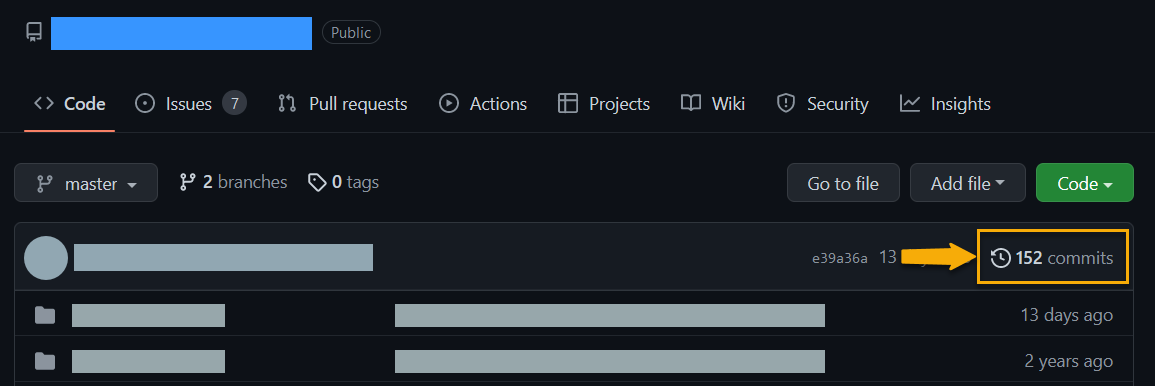 Public
Code Issues 7 Pull requests Actions Projects Wiki Security Insights
master 2 branches 0 tags Go to file Add file Code
e39a36a 13 152 commits
13 days ago
2 years ago